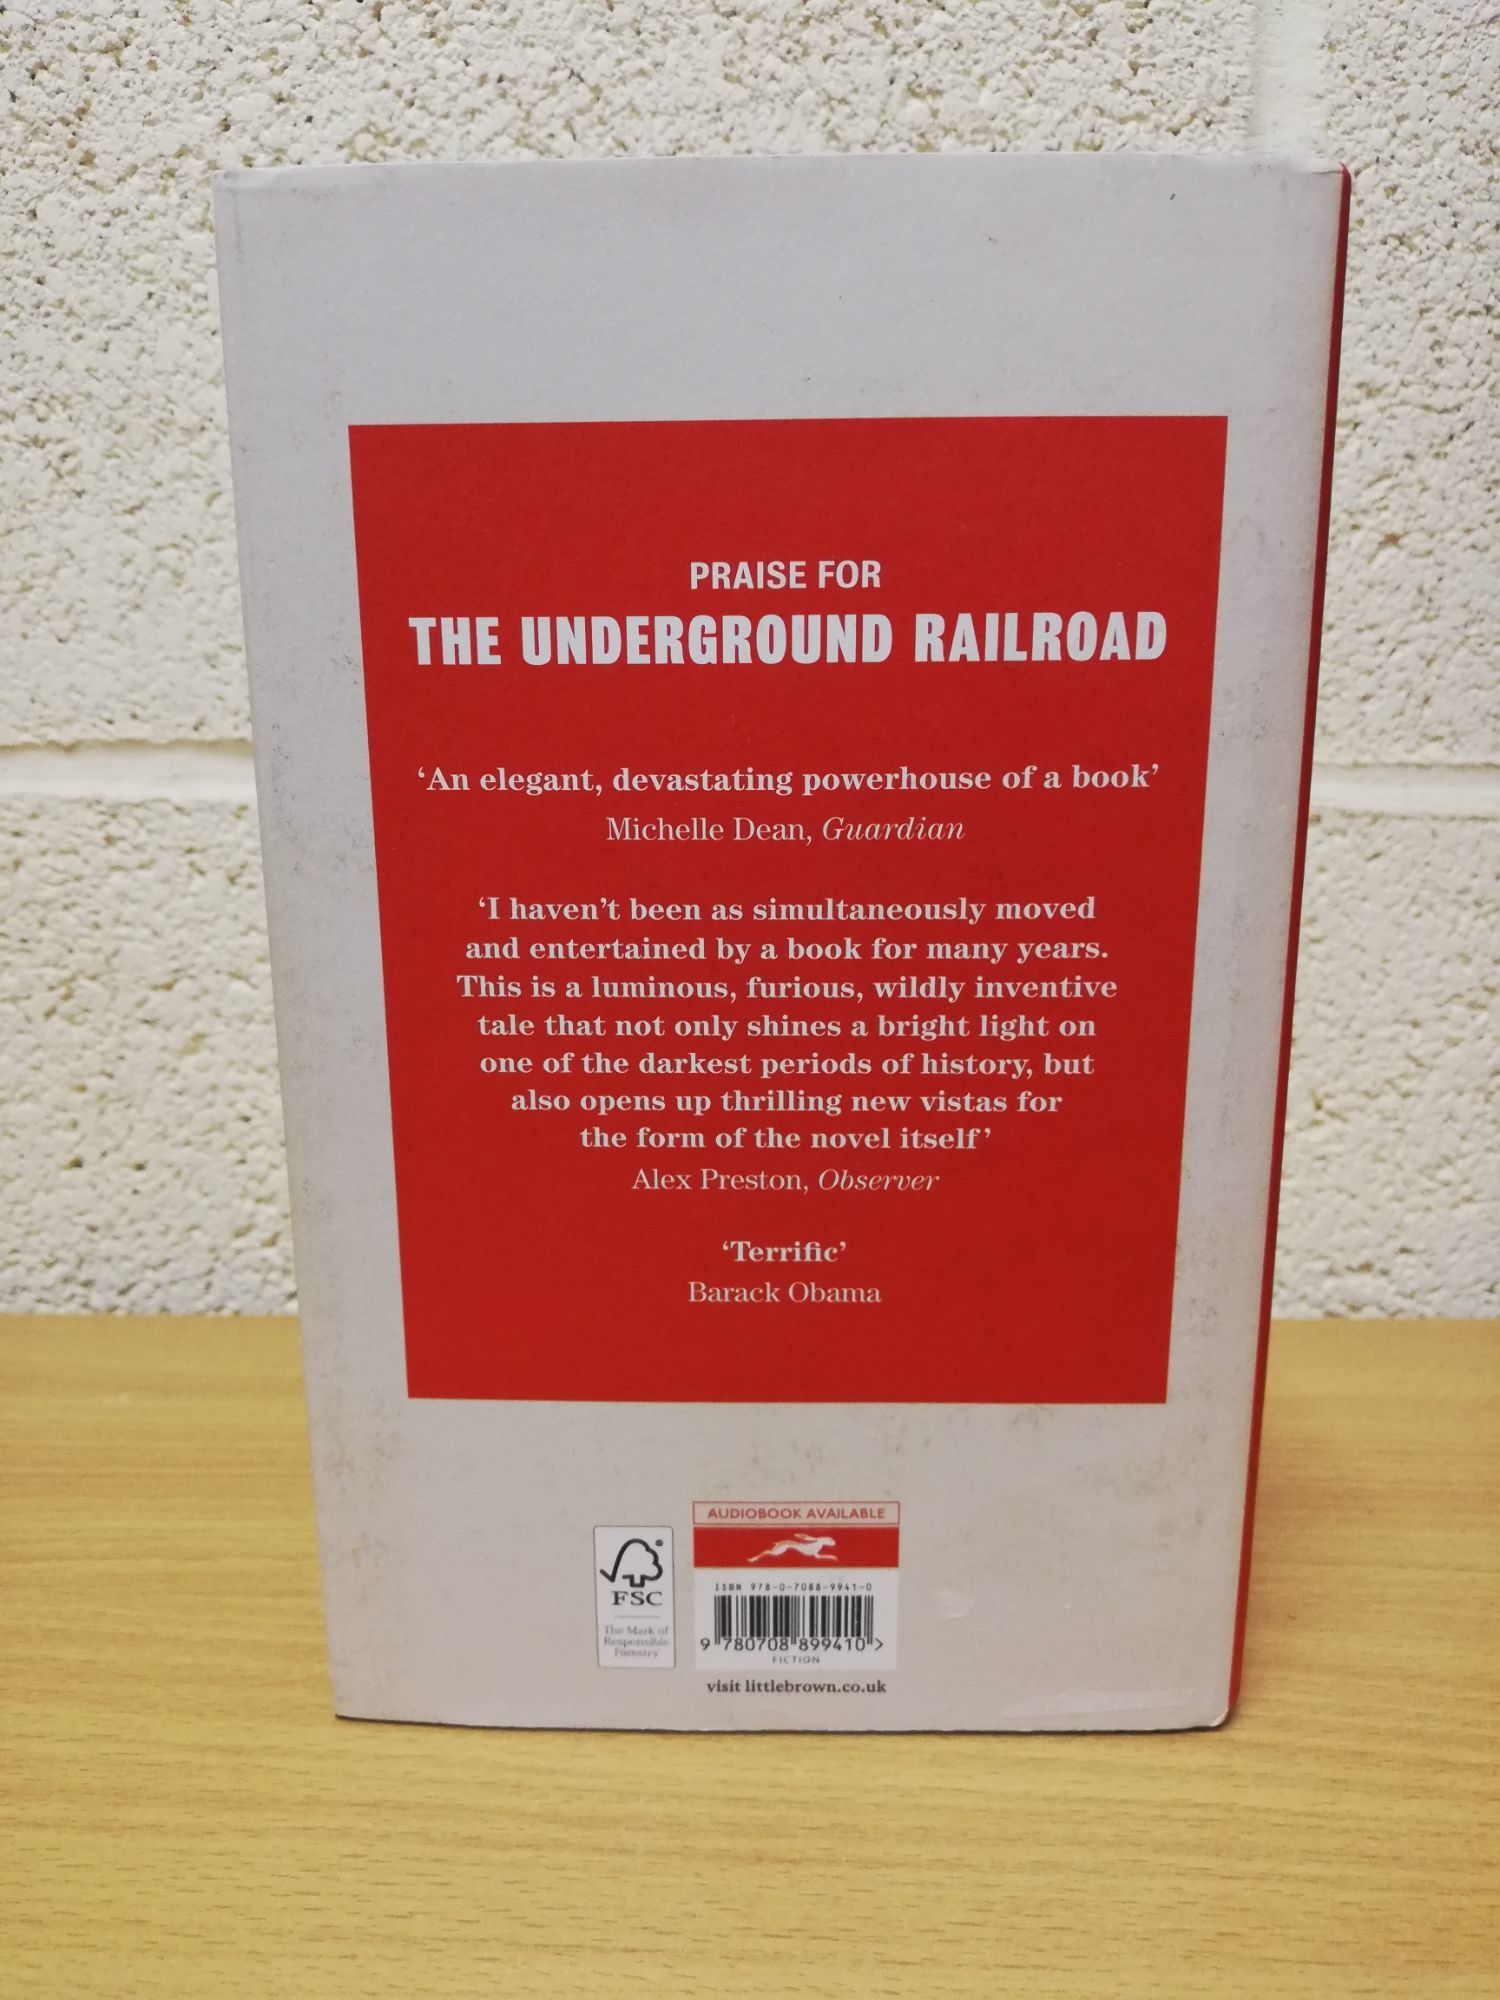 PRAISE FOR
THE UNDERGROUND RAILROAD
‘An elegant, devastating powerhouse of a book’
Michelle Dean, Guardian
‘I haven’t been as simultaneously moved
and entertained by a book for many years.
This is a luminous, furious, wildly inventive
tale that not only shines a bright light on
one of the darkest periods of history, but
also opens up thrilling new vistas for
the form of the novel itself’
Alex Preston, Observer
‘Terrific’
Barack Obama
AUDIOBOOK AVAILABLE
FSC
®
The Mark of
Responsible
Forestry
ISBN 978-0-7088-9941-0
9 780708 899410 >
FICTION
visit littlebrown.co.uk